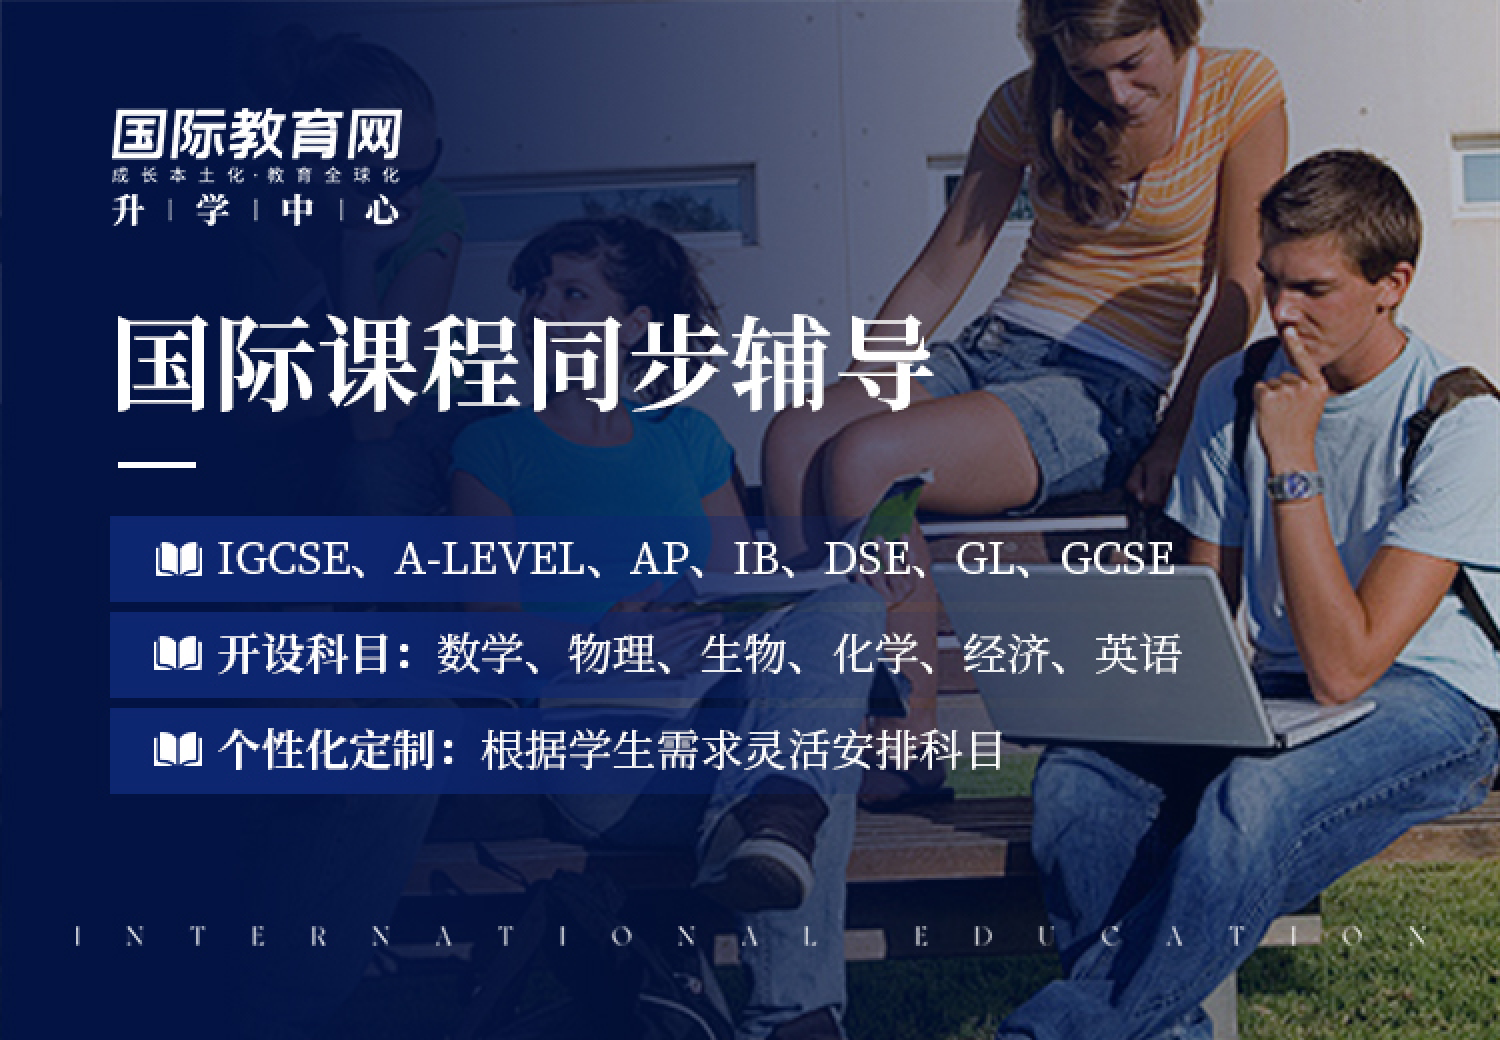 国际教育网
成长本土化·教育全球化
升|学|中|心
国际课程同步辅导
IGCSE、A-LEVEL、AP、IB、DSE、GL、GCSE
开设科目：数学、物理、生物、化学、经济、英语
个性化定制：根据学生需求灵活安排科目
INTERNATIONAL EDUCATION